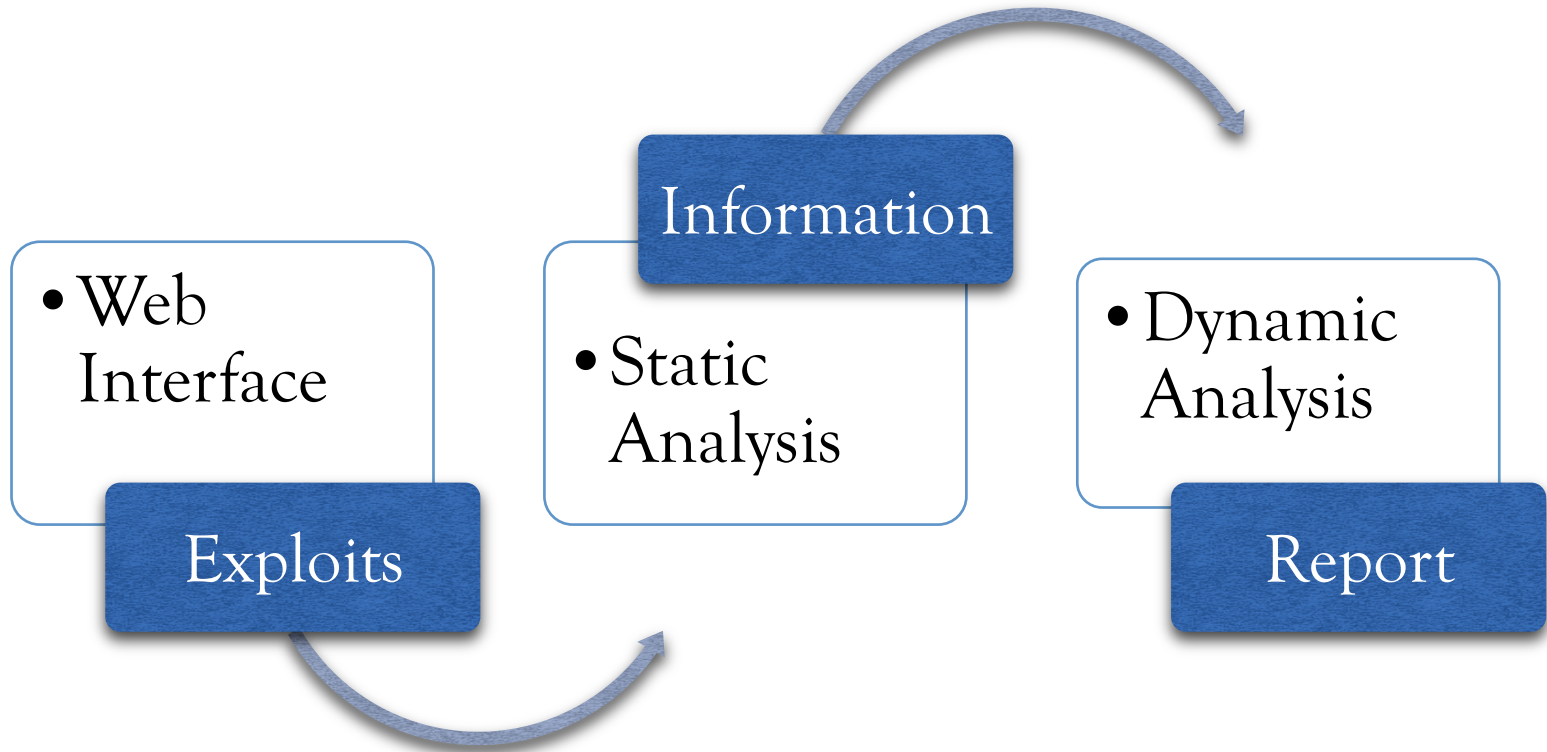 • Web
Interface
Exploits
Information
• Static
Analysis
• Dynamic
Analysis
Report